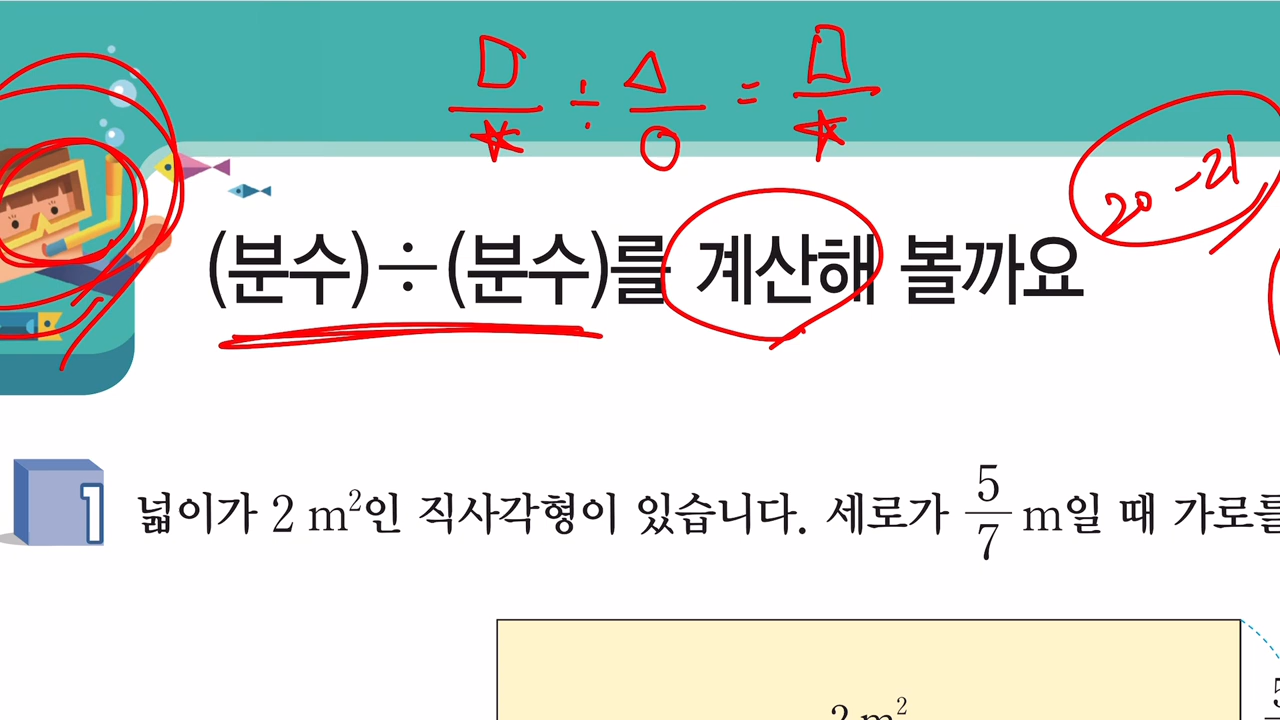 □/☆ ÷ △/○ = □/☆
20-21
(분수)÷(분수)를 계산해 볼까요
1 넓이가 2 m²인 직사각형이 있습니다. 세로가 5/7 m일 때 가로를
2 m²
5